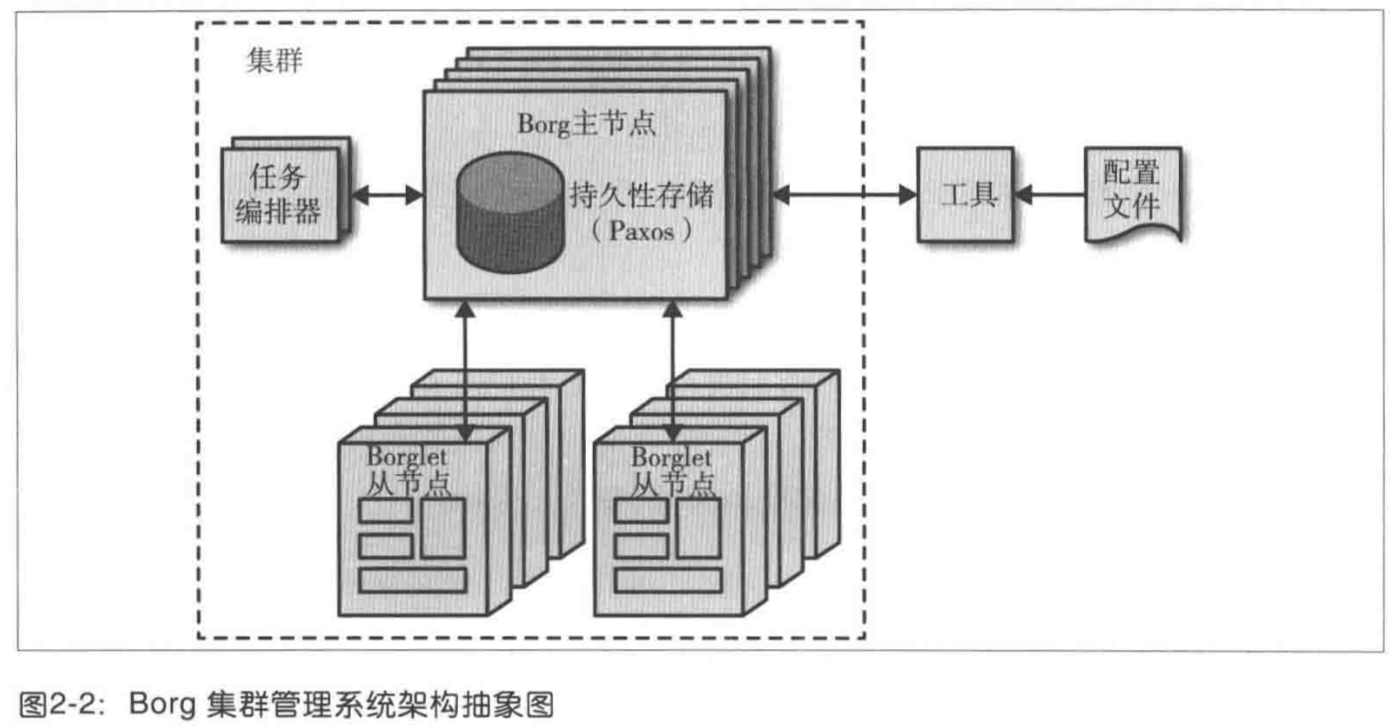 集群
Borg主节点
任务
编排器
持久性存储
（Paxos）
工具
配置
文件
Borglet
从节点
Borglet
从节点
图2-2：Borg 集群管理系统架构抽象图